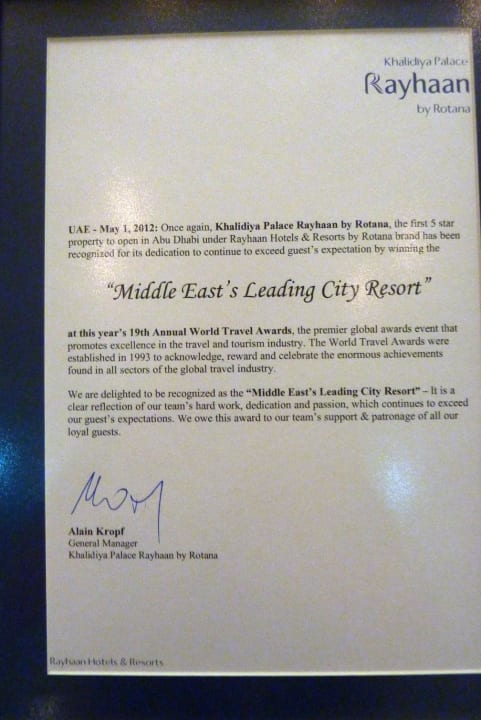 Khalidiya Palace
Rayhaan
by Rotana
UAE - May 1, 2012: Once again, Khalidiya Palace Rayhaan by Rotana, the first 5 star
property to open in Abu Dhabi under Rayhaan Hotels & Resorts by Rotana brand has been
recognized for its dedication to continue to exceed guest's expectation by winning the
“Middle East’s Leading City Resort”
at this year’s 19th Annual World Travel Awards, the premier global awards event that
promotes excellence in the travel and tourism industry. The World Travel Awards were
established in 1993 to acknowledge, reward and celebrate the enormous achievements
found in all sectors of the global travel industry.
We are delighted to be recognized as the “Middle East’s Leading City Resort” – It is a
clear reflection of our team’s hard work, dedication and passion, which continues to exceed
our guest’s expectations. We owe this award to our team’s support & patronage of all our
loyal guests.
Alain Kropf
General Manager
Khalidiya Palace Rayhaan by Rotana
Rayhaan Hotels & Resorts